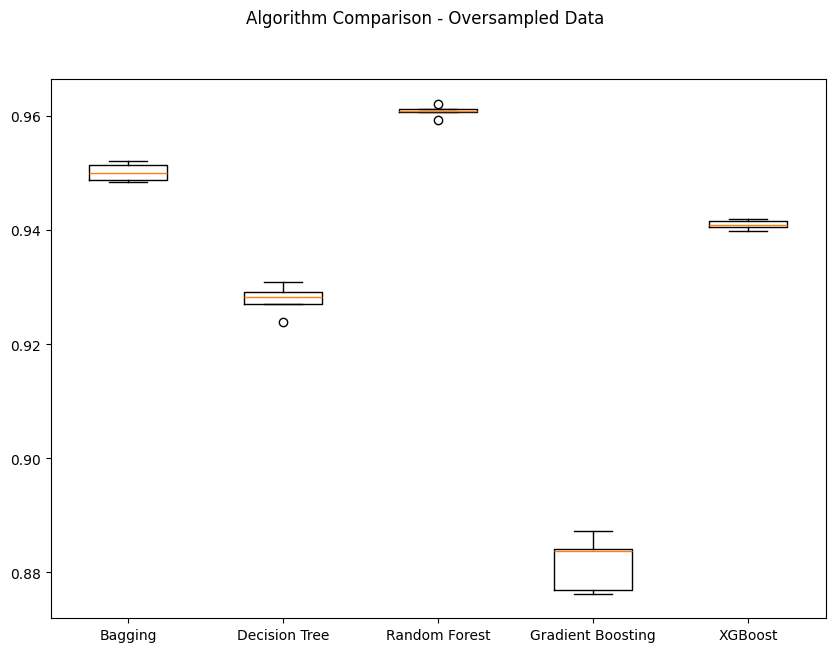 Algorithm Comparison - Oversampled Data
0.96
0.94
0.92
0.90
0.88
Bagging Decision Tree Random Forest Gradient Boosting XGBoost